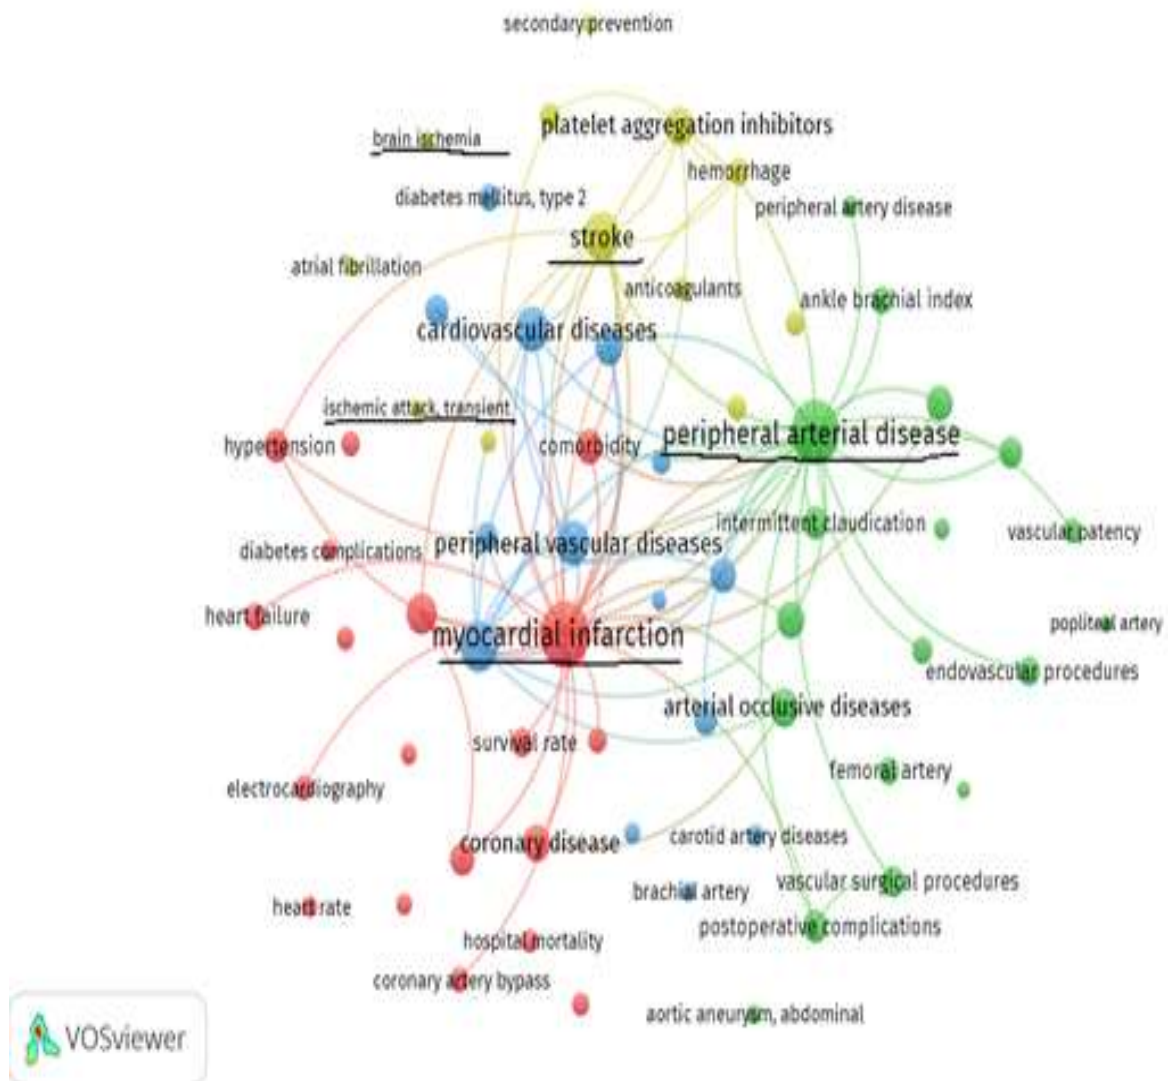 secondary prevention
platelet aggregation inhibitors
brain ischemia
hemorrhage
diabetes mellitus, type 2
peripheral artery disease
stroke
atrial fibrillation
anticoagulants
ankle brachial index
cardiovascular diseases
ischemic attack, transient
hypertension
comorbidity
peripheral arterial disease
intermittent claudication
vascular patency
diabetes complications
peripheral vascular diseases
heart failure
popliteal artery
myocardial infarction
endovascular procedures
arterial occlusive diseases
survival rate
femoral artery
electrocardiography
carotid artery diseases
coronary disease
brachial artery
vascular surgical procedures
heart rate
postoperative complications
hospital mortality
coronary artery bypass
aortic aneurysm, abdominal
VOSviewer